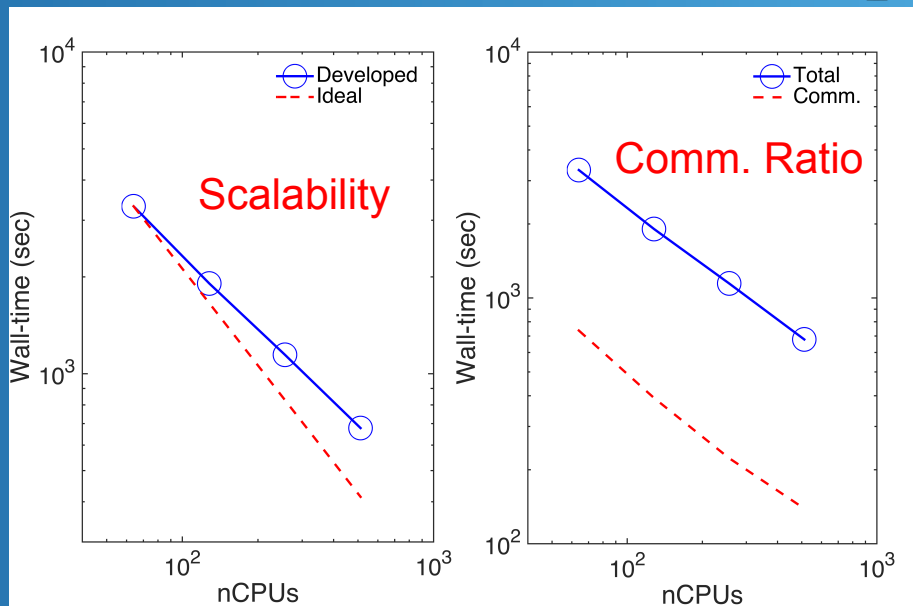 10^4
Developed
Ideal
Scalability
Wall-time (sec)
10^3
10^2
10^3
nCPUs
10^4
Total
Comm.
Comm. Ratio
Wall-time (sec)
10^3
10^2
10^2
10^3
nCPUs